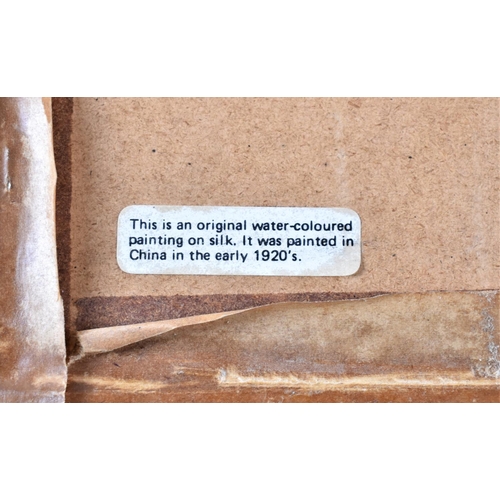 This is an original water-coloured
painting on silk. It was painted in
China in the early 1920's.